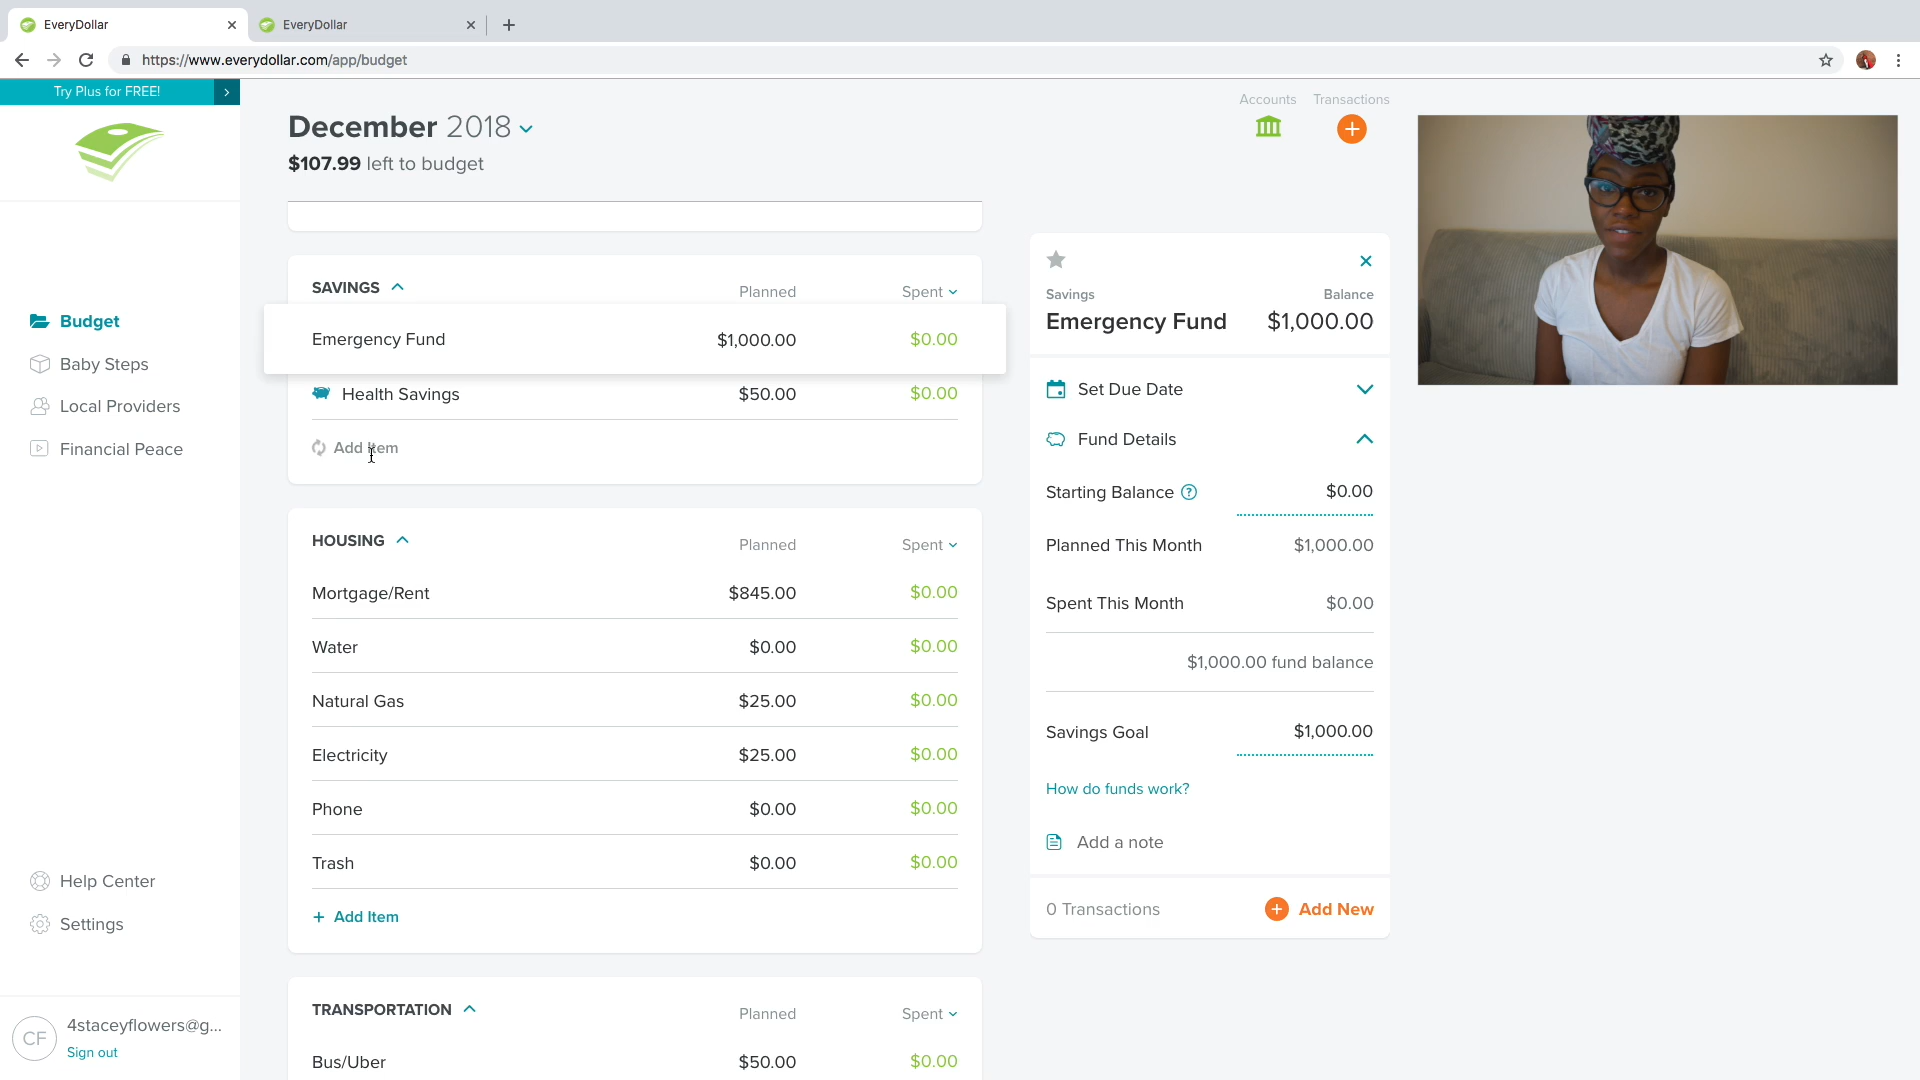 EveryDollar
EveryDollar
https://www.everydollar.com/app/budget
Try Plus for FREE!
Budget
Baby Steps
Local Providers
Financial Peace
Help Center
Settings
CF
4staceyflowers@g...
Sign out
December 2018
$107.99 left to budget
Accounts Transactions
SAVINGS Planned Spent
Emergency Fund $1,000.00 $0.00
Health Savings $50.00 $0.00
Add Item
HOUSING Planned Spent
Mortgage/Rent $845.00 $0.00
Water $0.00 $0.00
Natural Gas $25.00 $0.00
Electricity $25.00 $0.00
Phone $0.00 $0.00
Trash $0.00 $0.00
+ Add Item
TRANSPORTATION Planned Spent
Bus/Uber $50.00 $0.00
Savings Balance
Emergency Fund $1,000.00
Set Due Date
Fund Details
Starting Balance ? $0.00
Planned This Month $1,000.00
Spent This Month $0.00
$1,000.00 fund balance
Savings Goal $1,000.00
How do funds work?
Add a note
0 Transactions + Add New